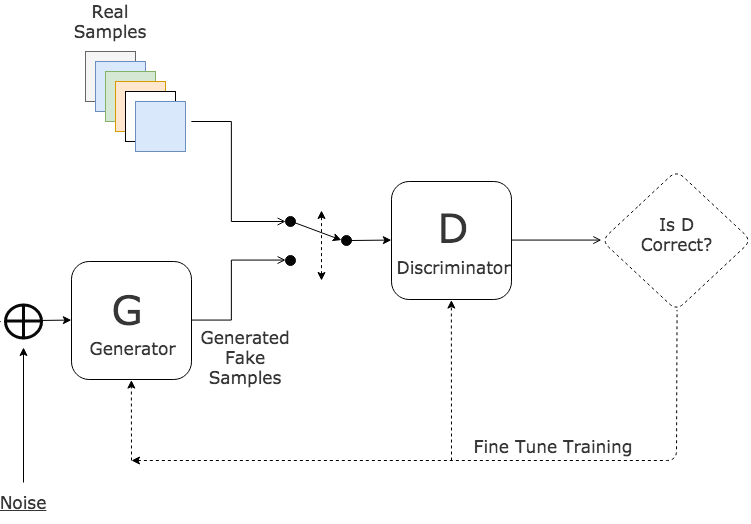 Real
Samples
D
Discriminator
Is D
Correct?
G
Generator
Generated
Fake
Samples
Fine Tune Training
Noise